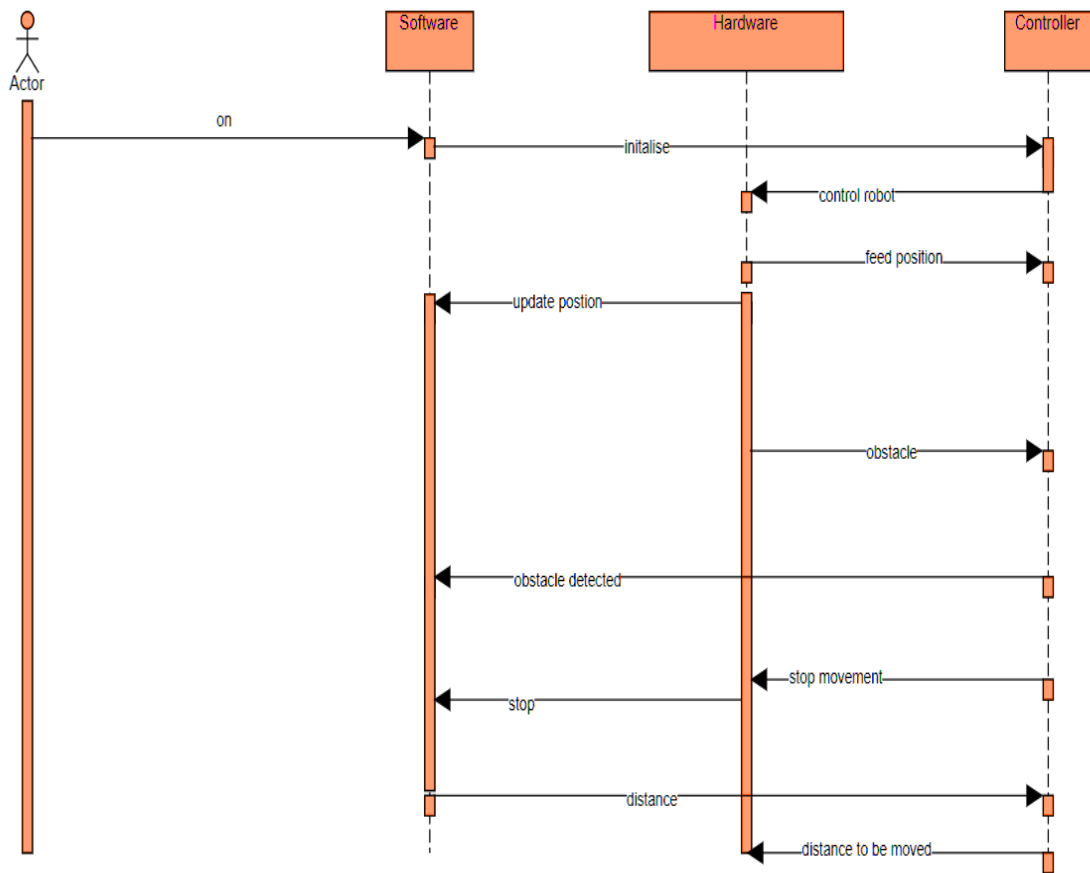 Software
Hardware
Controller
Actor
on
initalise
control robot
feed position
update postion
obstacle
obstacle detected
stop movement
stop
distance
distance to be moved